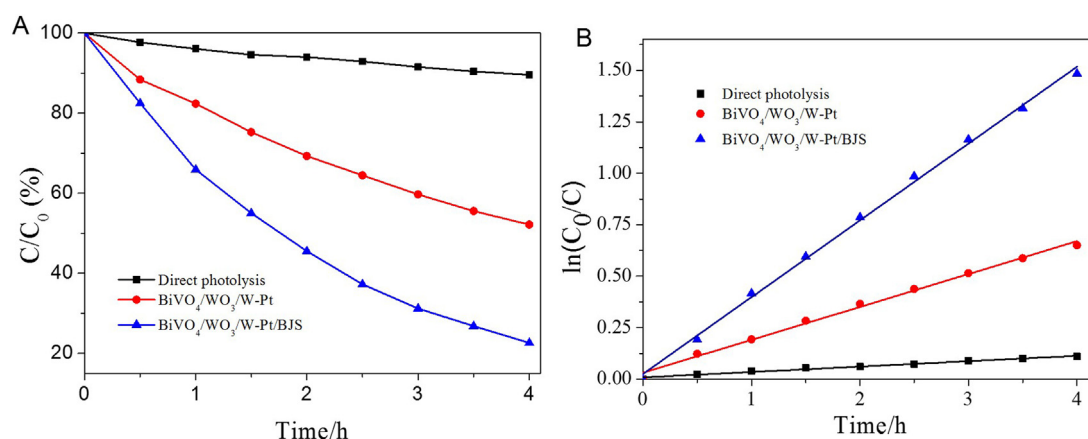 A
C/C₀ (%)
100
80
60
40
20
Direct photolysis
BiVO₄/WO₃/W-Pt
BiVO₄/WO₃/W-Pt/BJS
0
1
2
3
4
Time/h
B
ln(C₀/C)
1.50
1.25
1.00
0.75
0.50
0.25
0.00
Direct photolysis
BiVO₄/WO₃/W-Pt
BiVO₄/WO₃/W-Pt/BJS
0
1
2
3
4
Time/h